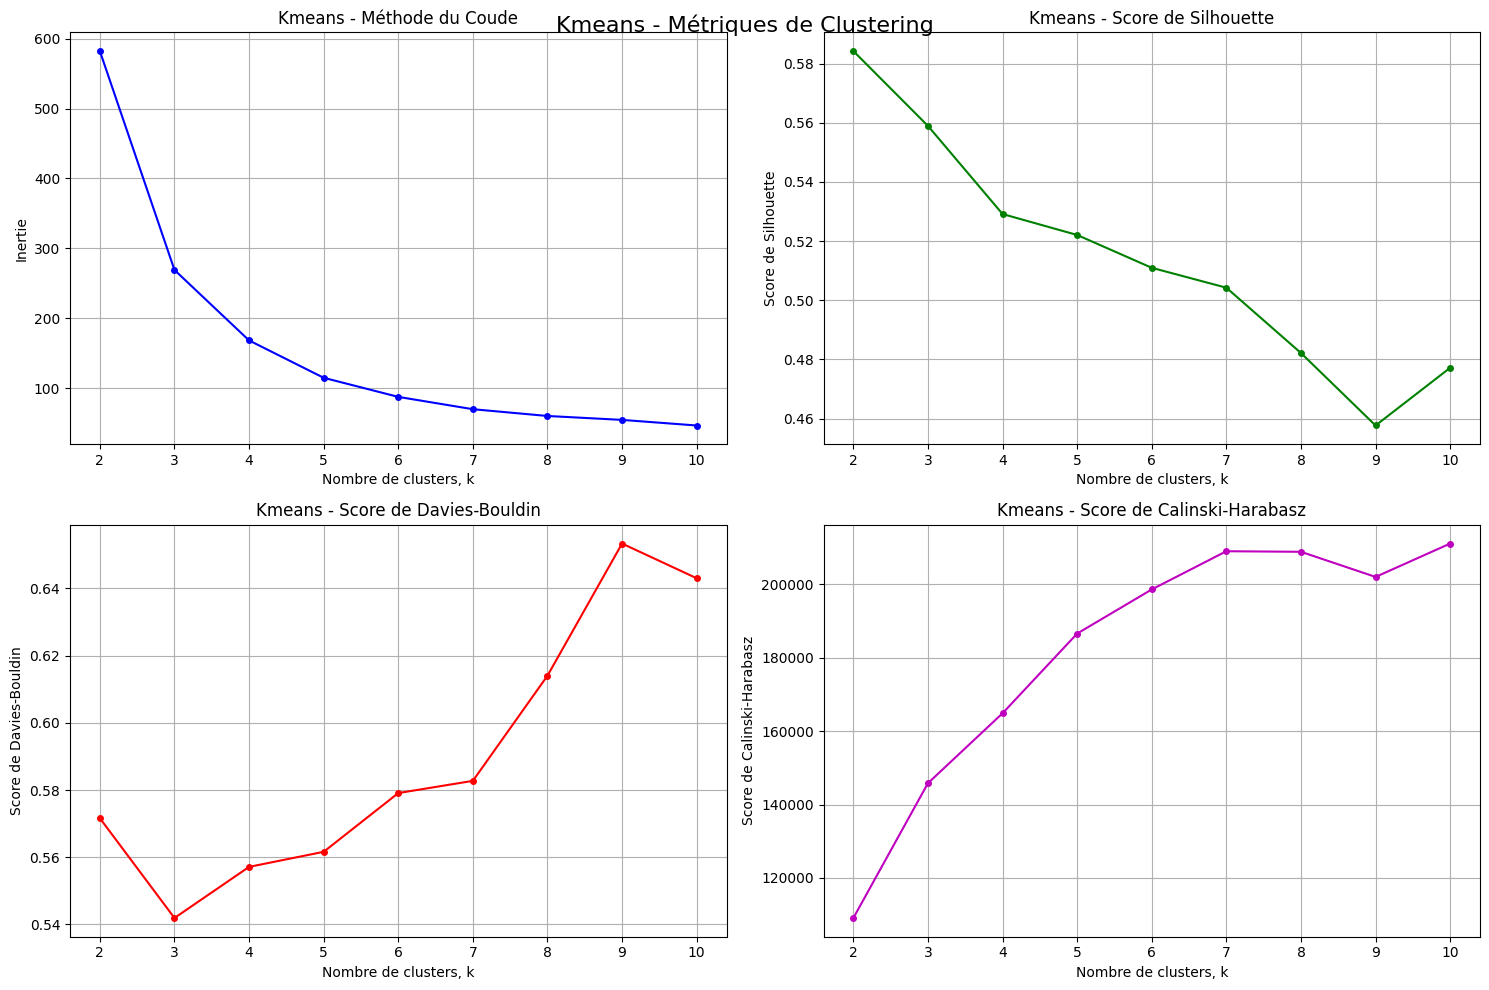 Kmeans - Métriques de Clustering
Kmeans - Méthode du Coude
600
500
400
300
200
100
Inertie
2 3 4 5 6 7 8 9 10
Nombre de clusters, k
Kmeans - Score de Silhouette
0.58
0.56
0.54
0.52
0.50
0.48
0.46
Score de Silhouette
2 3 4 5 6 7 8 9 10
Nombre de clusters, k
Kmeans - Score de Davies-Bouldin
0.64
0.62
0.60
0.58
0.56
0.54
Score de Davies-Bouldin
2 3 4 5 6 7 8 9 10
Nombre de clusters, k
Kmeans - Score de Calinski-Harabasz
200000
180000
160000
140000
120000
Score de Calinski-Harabasz
2 3 4 5 6 7 8 9 10
Nombre de clusters, k